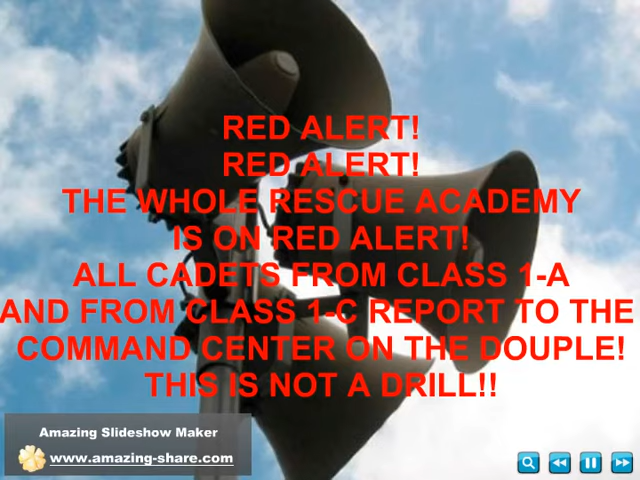 RED ALERT!
RED ALERT!
THE WHOLE RESCUE ACADEMY
IS ON RED ALERT!
ALL CADETS FROM CLASS 1-A
AND FROM CLASS 1-C REPORT TO THE
COMMAND CENTER ON THE DOUPLE!
THIS IS NOT A DRILL!!
Amazing Slideshow Maker
www.amazing-share.com